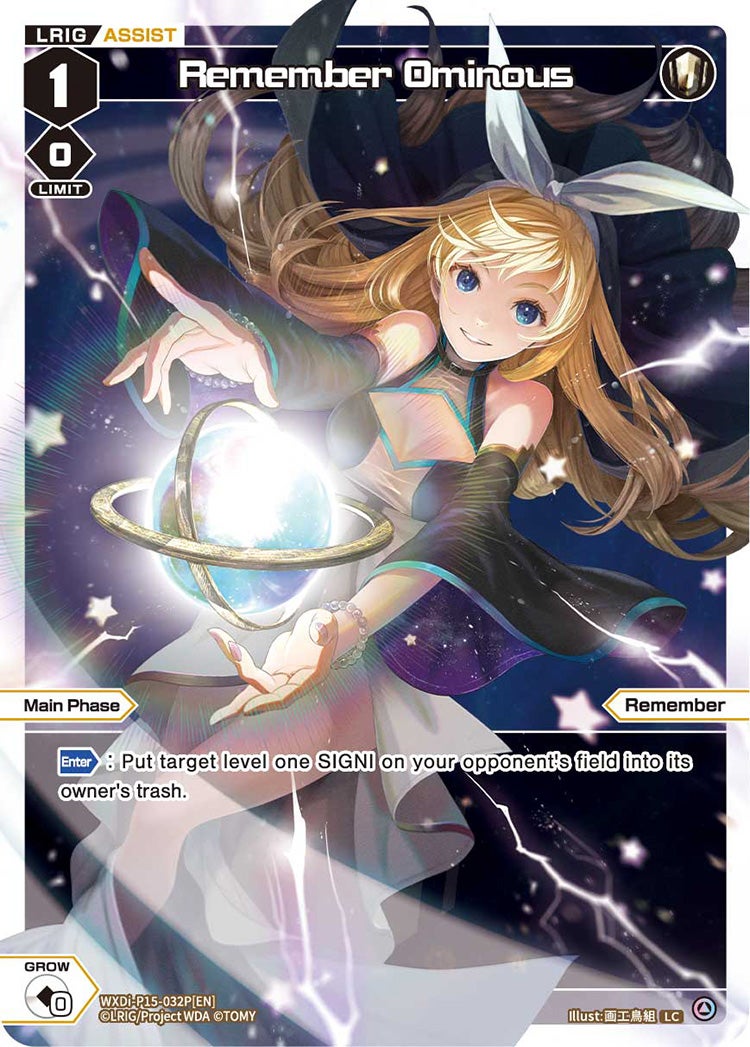 LRIG ASSIST
1
Remember Ominous
0
LIMIT
Main Phase
Remember
Enter : Put target level one SIGNI on your opponent's field into its
owner's trash.
GROW
0
WXDi-P15-032P[EN]
©LRIG/Project WDA ©TOMY
Illust:画工鳥組 LC